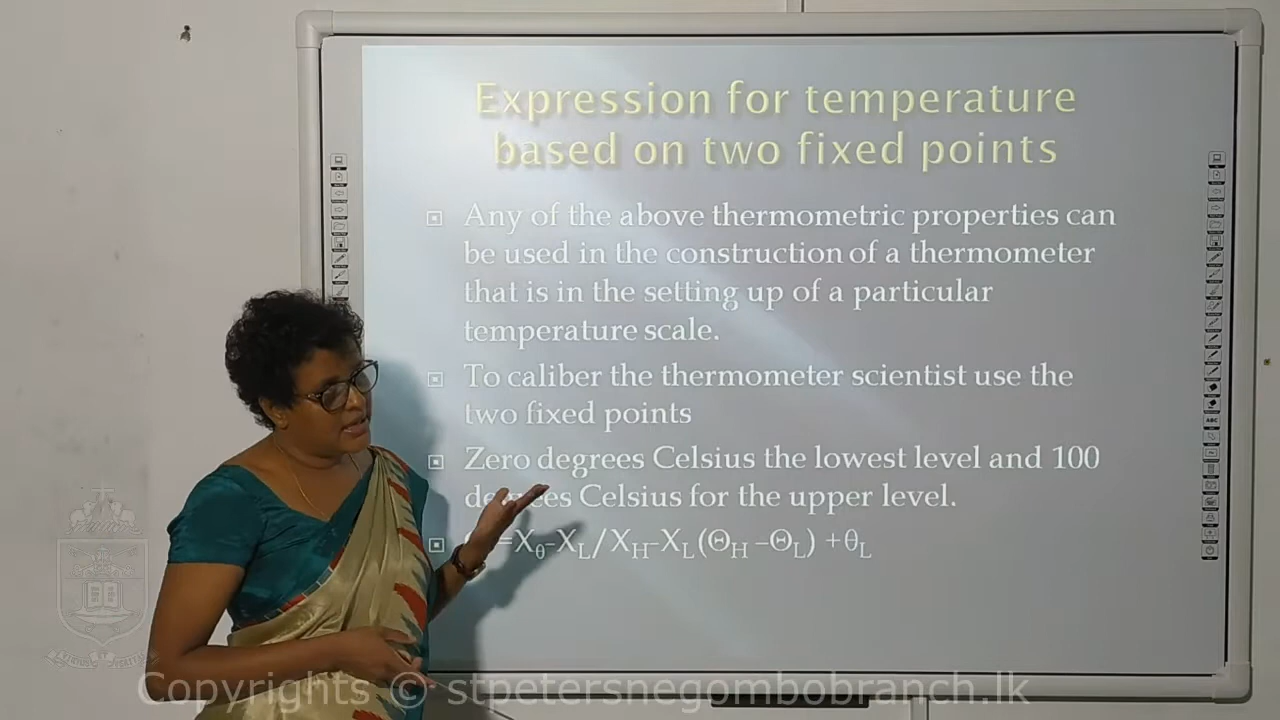 Expression for temperature
based on two fixed points
Any of the above thermometric properties can
be used in the construction of a thermometer
that is in the setting up of a particular
temperature scale.
To caliber the thermometer scientist use the
two fixed points
Zero degrees Celsius the lowest level and 100
degrees Celsius for the upper level.
=Xθ-XL/XH-XL(ΘH –ΘL) +θL
Copyrights © stpetersnegombobranch.lk